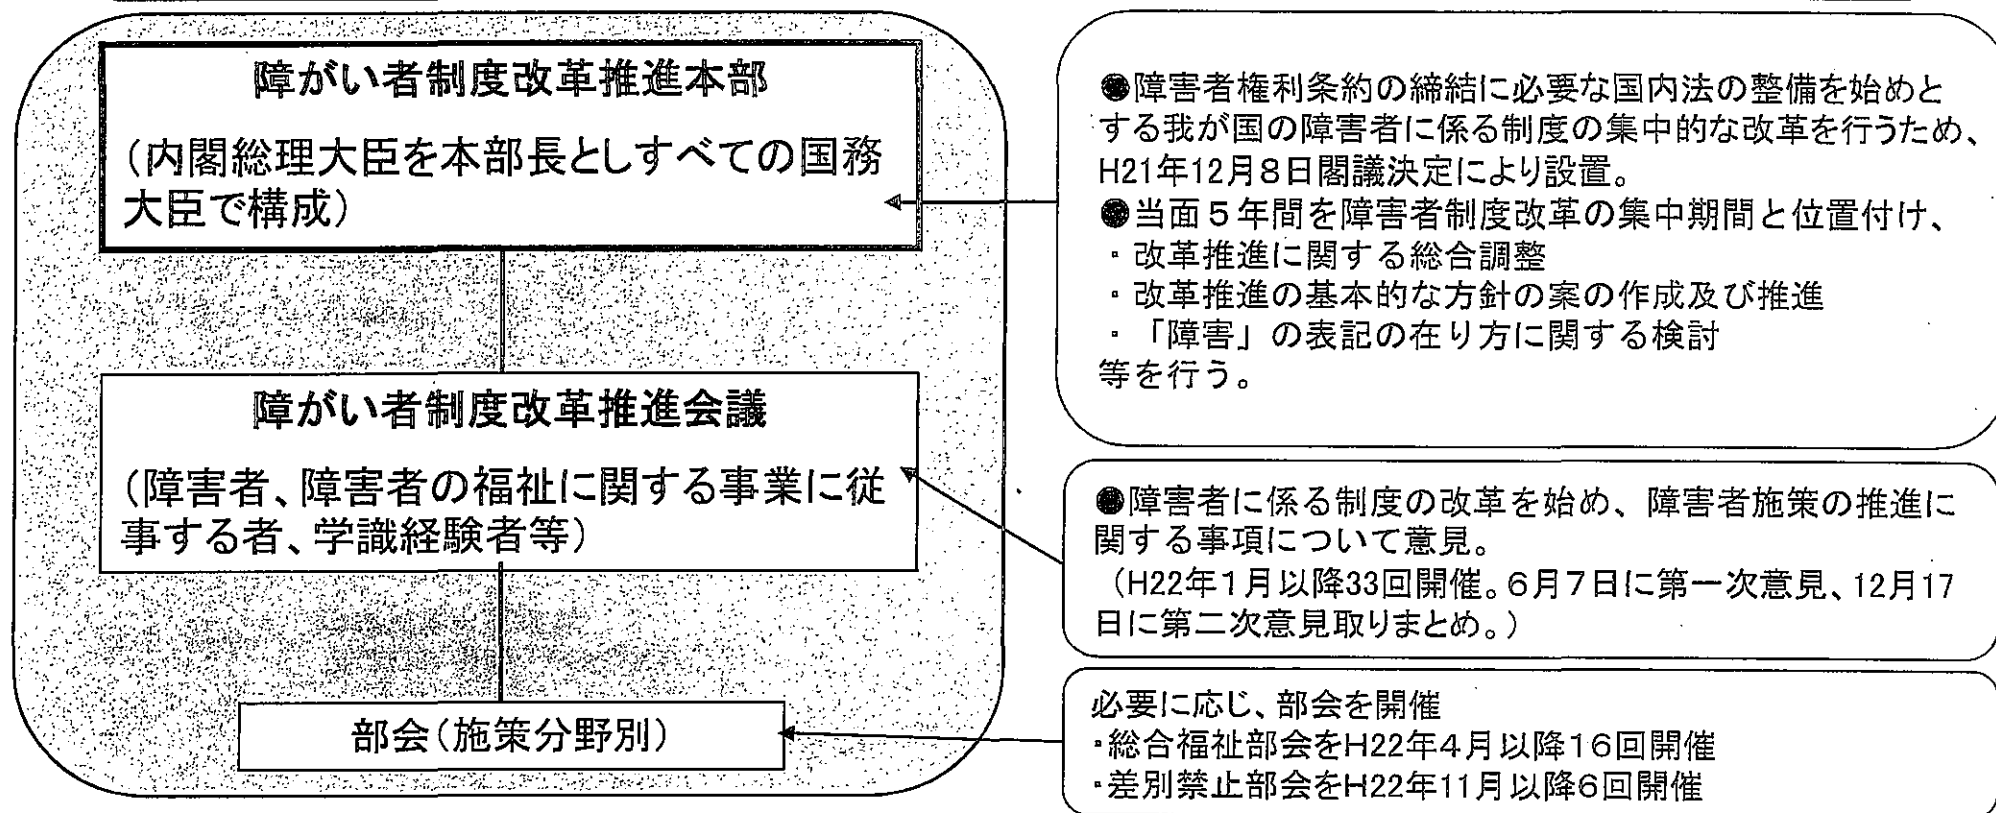 障がい者制度改革推進本部
（内閣総理大臣を本部長としすべての国務
大臣で構成）
●障害者権利条約の締結に必要な国内法の整備を始めと
する我が国の障害者に係る制度の集中的な改革を行うため、
H21年12月８日閣議決定により設置。
●当面５年間を障害者制度改革の集中期間と位置付け、
・改革推進に関する総合調整
・改革推進の基本的な方針の案の作成及び推進
・「障害」の表記の在り方に関する検討
等を行う。
障がい者制度改革推進会議
（障害者、障害者の福祉に関する事業に従
事する者、学識経験者等）
●障害者に係る制度の改革を始め、障害者施策の推進に
関する事項について意見。
（H22年１月以降33回開催。６月７日に第一次意見、12月17
日に第二次意見取りまとめ。）
部会（施策分野別）
必要に応じ、部会を開催
・総合福祉部会をH22年４月以降１６回開催
・差別禁止部会をH22年11月以降６回開催